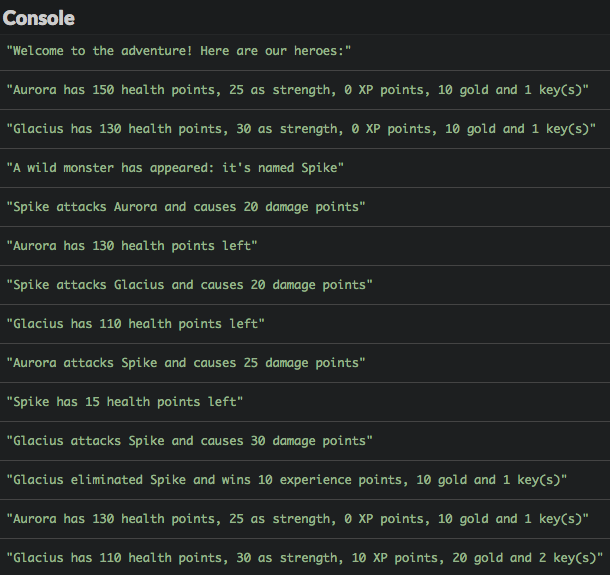 Console
"Welcome to the adventure! Here are our heroes:"
"Aurora has 150 health points, 25 as strength, 0 XP points, 10 gold and 1 key(s)"
"Glacius has 130 health points, 30 as strength, 0 XP points, 10 gold and 1 key(s)"
"A wild monster has appeared: it's named Spike"
"Spike attacks Aurora and causes 20 damage points"
"Aurora has 130 health points left"
"Spike attacks Glacius and causes 20 damage points"
"Glacius has 110 health points left"
"Aurora attacks Spike and causes 25 damage points"
"Spike has 15 health points left"
"Glacius attacks Spike and causes 30 damage points"
"Glacius eliminated Spike and wins 10 experience points, 10 gold and 1 key(s)"
"Aurora has 130 health points, 25 as strength, 0 XP points, 10 gold and 1 key(s)"
"Glacius has 110 health points, 30 as strength, 10 XP points, 20 gold and 2 key(s)"